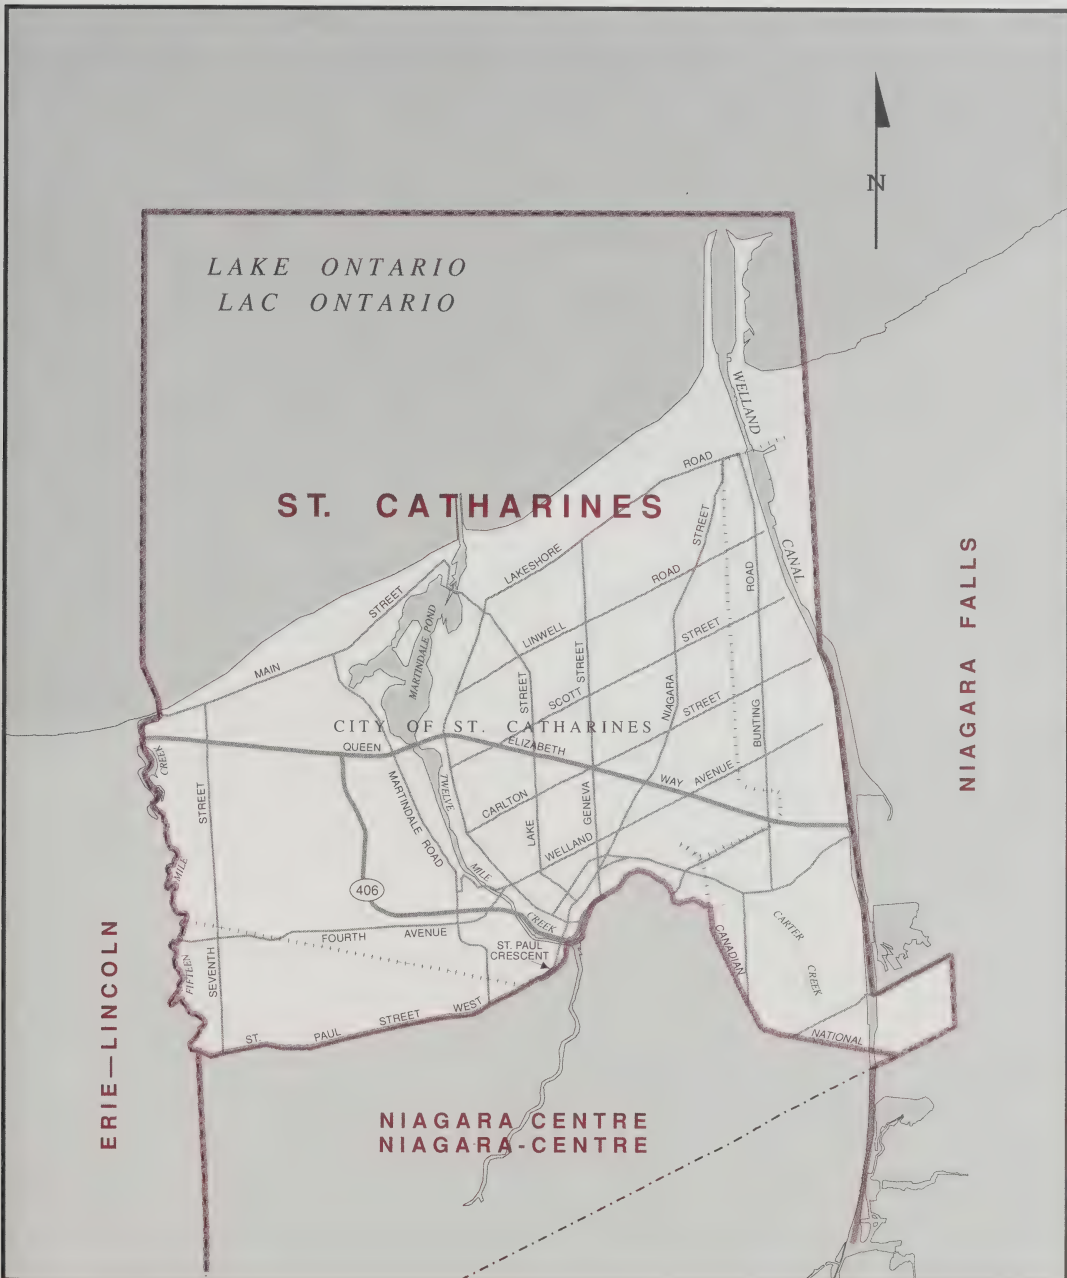 N
LAKE ONTARIO
LAC ONTARIO
WELLAND
CANAL
ROAD
ST. CATHARINES
LAKESHORE
STREET
ROAD
ROAD
NIAGARA FALLS
STREET
MARTINDALE POND
LINWELL
STREET
MAIN
STREET
SCOTT
STREET
NIAGARA
STREET
BUNTING
CITY OF ST. CATHARINES
QUEEN
ELIZABETH
WAY
AVENUE
CREEK
STREET
MARTINDALE ROAD
TWELVE
CARLTON
GENEVA
LAKE
WELLAND
MILE
MILE
406
CREEK
CARTER
CREEK
FOURTH AVENUE
ST. PAUL
CRESCENT
CANADIAN
FIFTEEN
SEVENTH
ST. PAUL STREET WEST
NATIONAL
ERIE—LINCOLN
NIAGARA CENTRE
NIAGARA-CENTRE